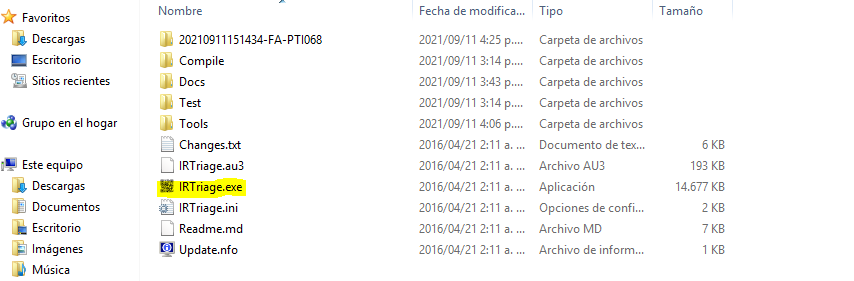 Nombre Fecha de modifica... Tipo Tamaño
Favoritos
Descargas
Escritorio
Sitios recientes
Grupo en el hogar
Este equipo
Descargas
Documentos
Escritorio
Imágenes
Música
20210911151434-FA-PTI068 2021/09/11 4:25 p.... Carpeta de archivos
Compile 2021/09/11 3:14 p.... Carpeta de archivos
Docs 2021/09/11 3:43 p.... Carpeta de archivos
Test 2021/09/11 3:14 p.... Carpeta de archivos
Tools 2021/09/11 4:06 p.... Carpeta de archivos
Changes.txt 2016/04/21 2:11 a. ... Documento de tex... 6 KB
IRTriage.au3 2016/04/21 2:11 a. ... Archivo AU3 193 KB
IRTriage.exe 2016/04/21 2:11 a. ... Aplicación 14.677 KB
IRTriage.ini 2016/04/21 2:11 a. ... Opciones de confi... 2 KB
Readme.md 2016/04/21 2:11 a. ... Archivo MD 7 KB
Update.nfo 2016/04/21 2:11 a. ... Archivo de inform... 1 KB